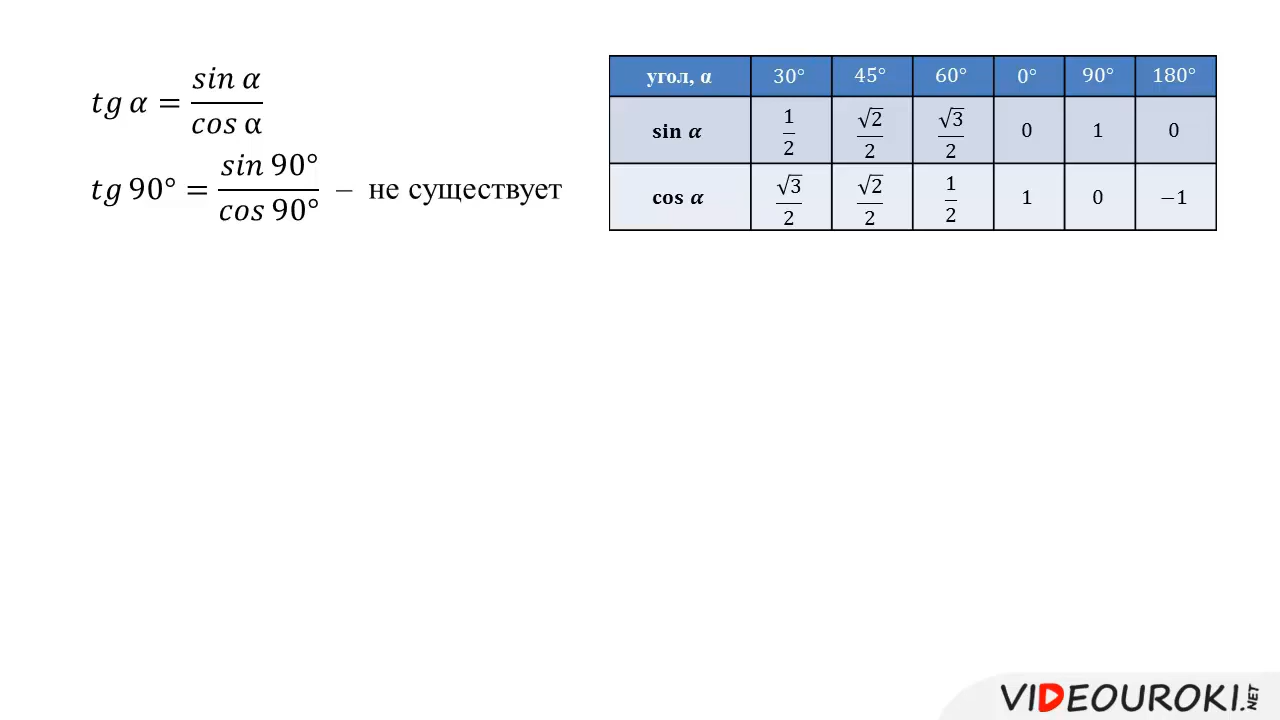 tg α = sin α / cos α
tg 90° = sin 90° / cos 90° – не существует
угол, α 30° 45° 60° 0° 90° 180°
sin α 1/2 √2/2 √3/2 0 1 0
cos α √3/2 √2/2 1/2 1 0 −1
VIDEOUROKI.NET